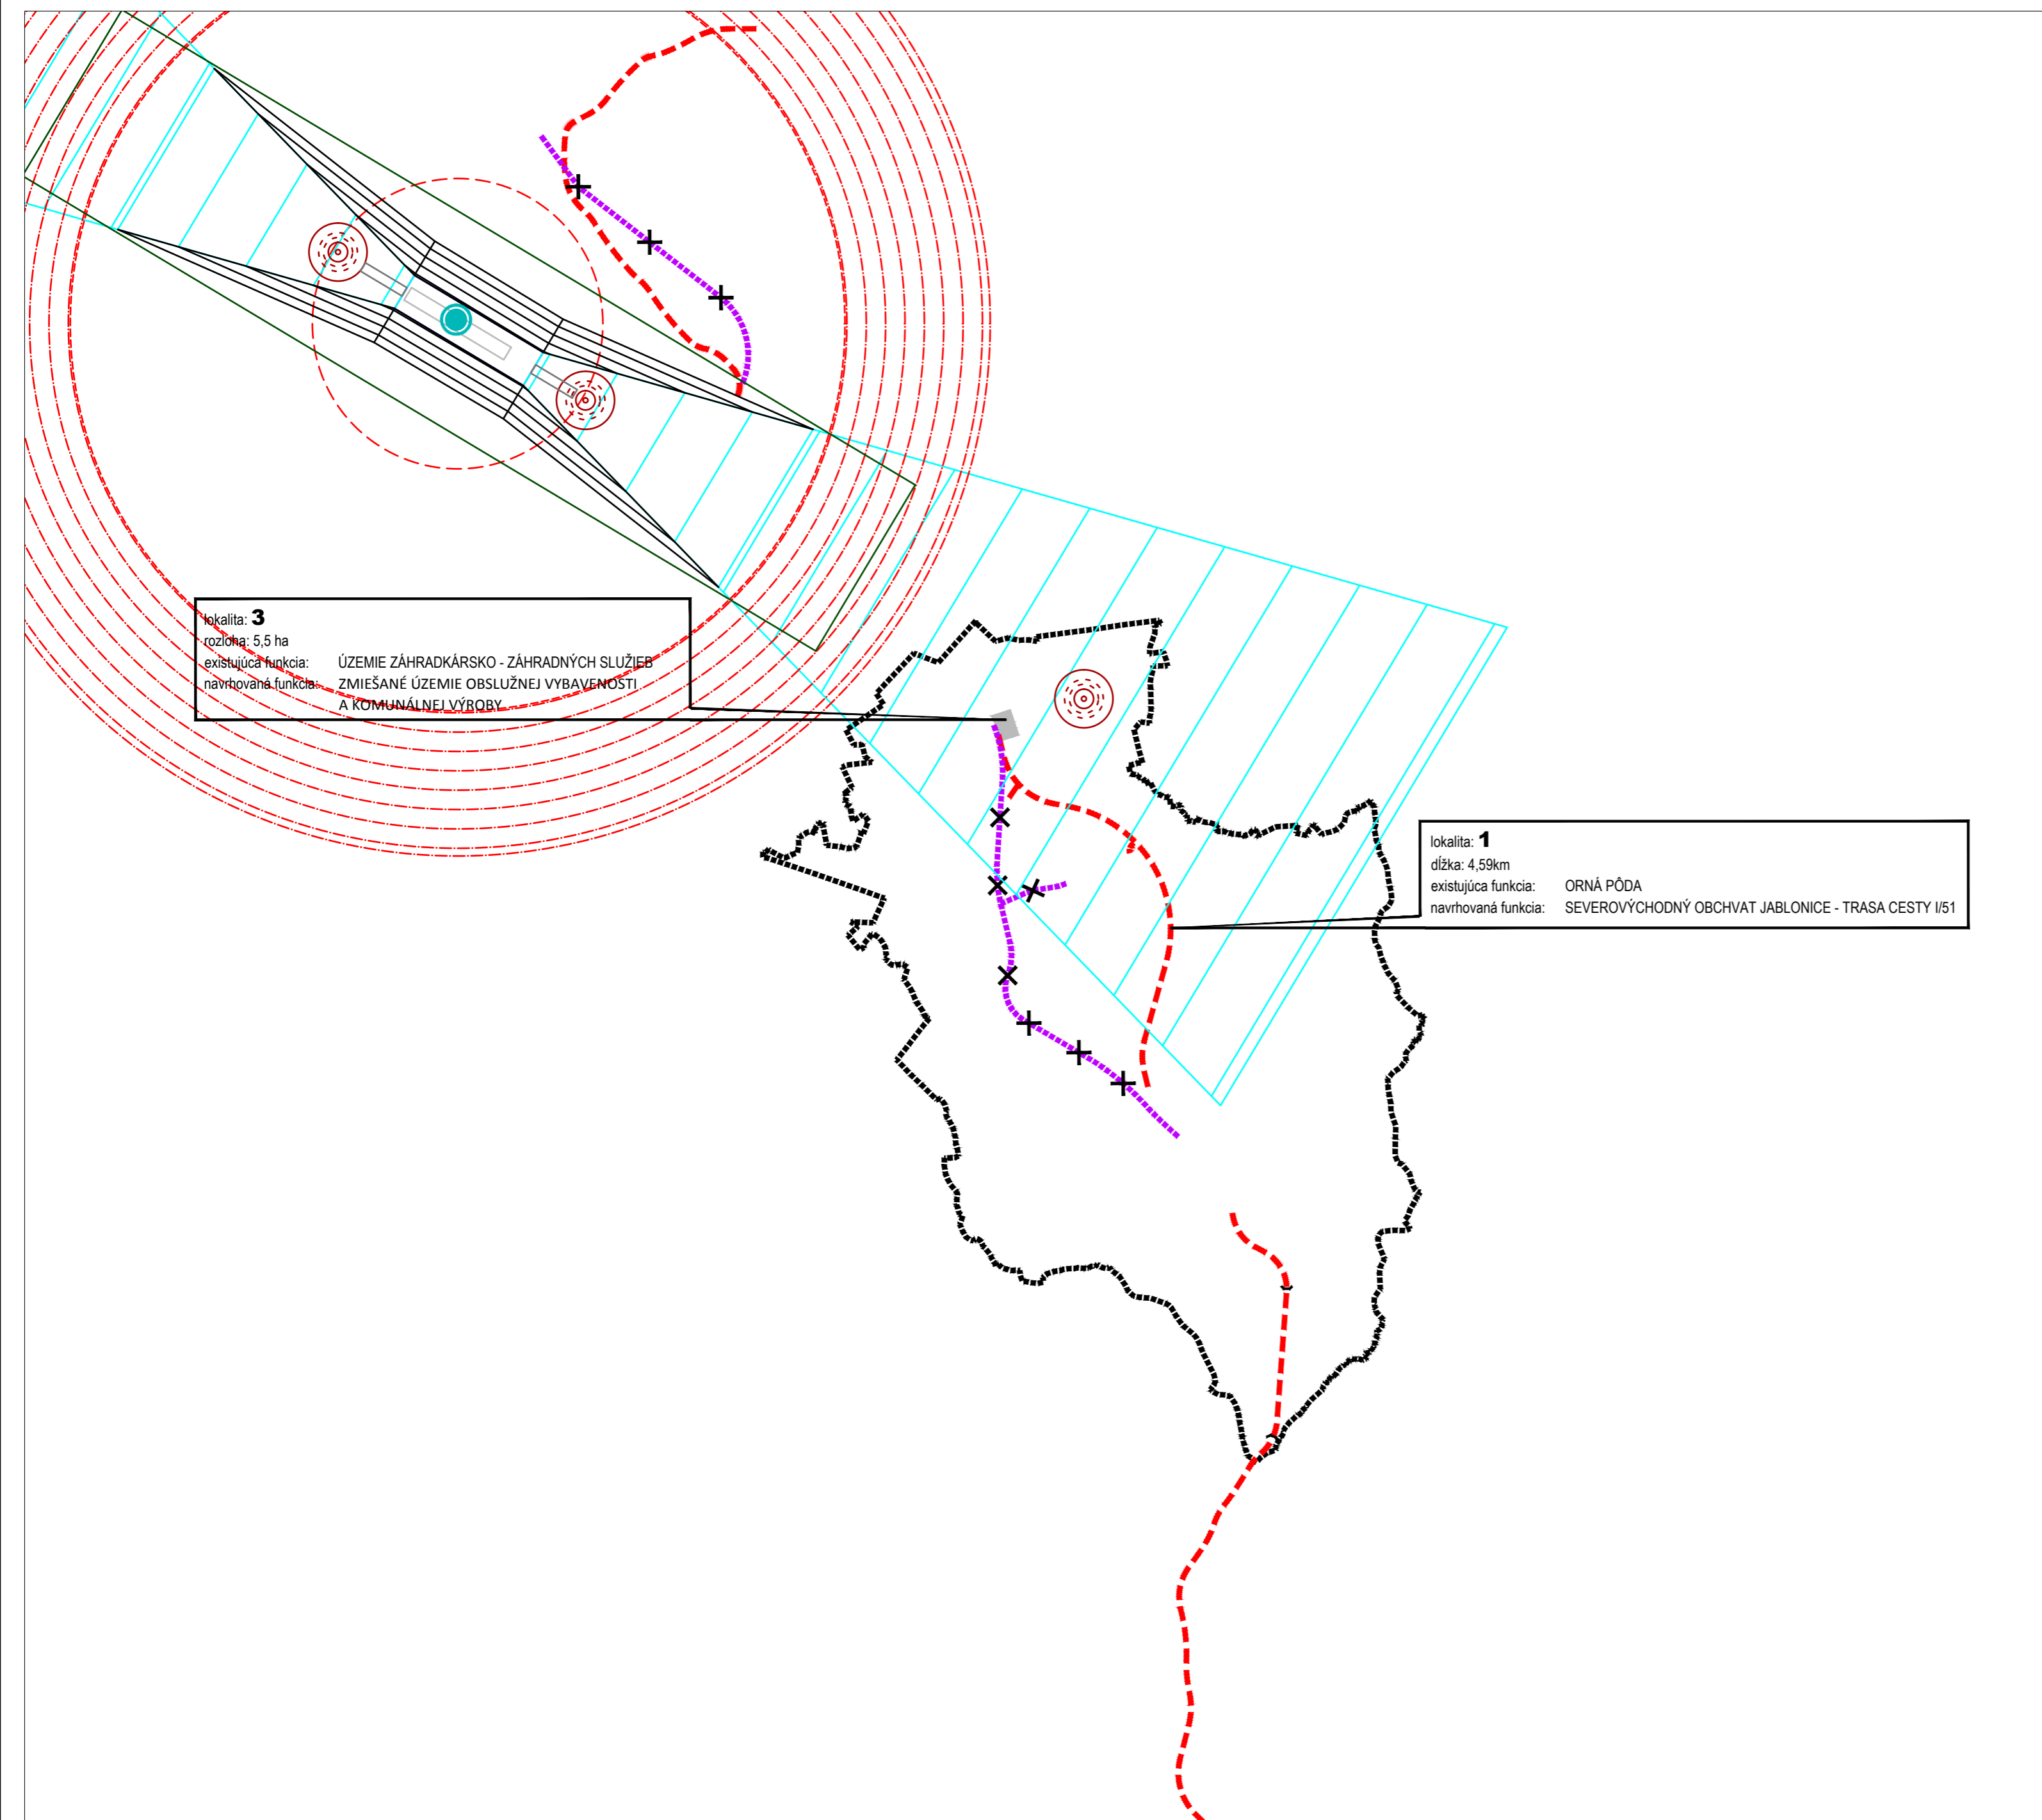 lokalita: 3
rozloha: 5,5 ha
existujúca funkcia: ÚZEMIE ZÁHRADKÁRSKO - ZÁHRADNÝCH SLUŽIEB
navrhovaná funkcia: ZMIEŠANÉ ÚZEMIE OBSLUŽNEJ VYBAVENOSTI
A KOMUNÁLNEJ VÝROBY
lokalita: 1
dĺžka: 4,59km
existujúca funkcia: ORNÁ PÔDA
navrhovaná funkcia: SEVEROVÝCHODNÝ OBCHVAT JABLONICE - TRASA CESTY I/51